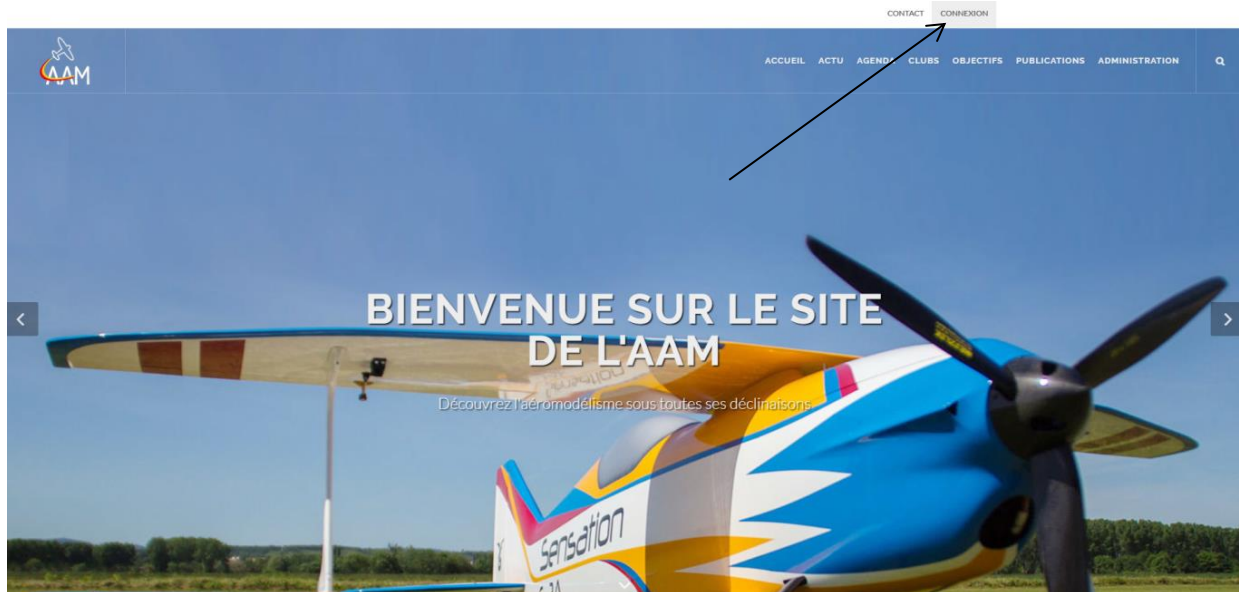 CONTACT CONNEXION
AAM
ACCUEIL ACTU AGENDA CLUBS OBJECTIFS PUBLICATIONS ADMINISTRATION
BIENVENUE SUR LE SITE
DE L'AAM
Découvrez l'aéromodélisme sous toutes ses déclinaisons.
Sensation